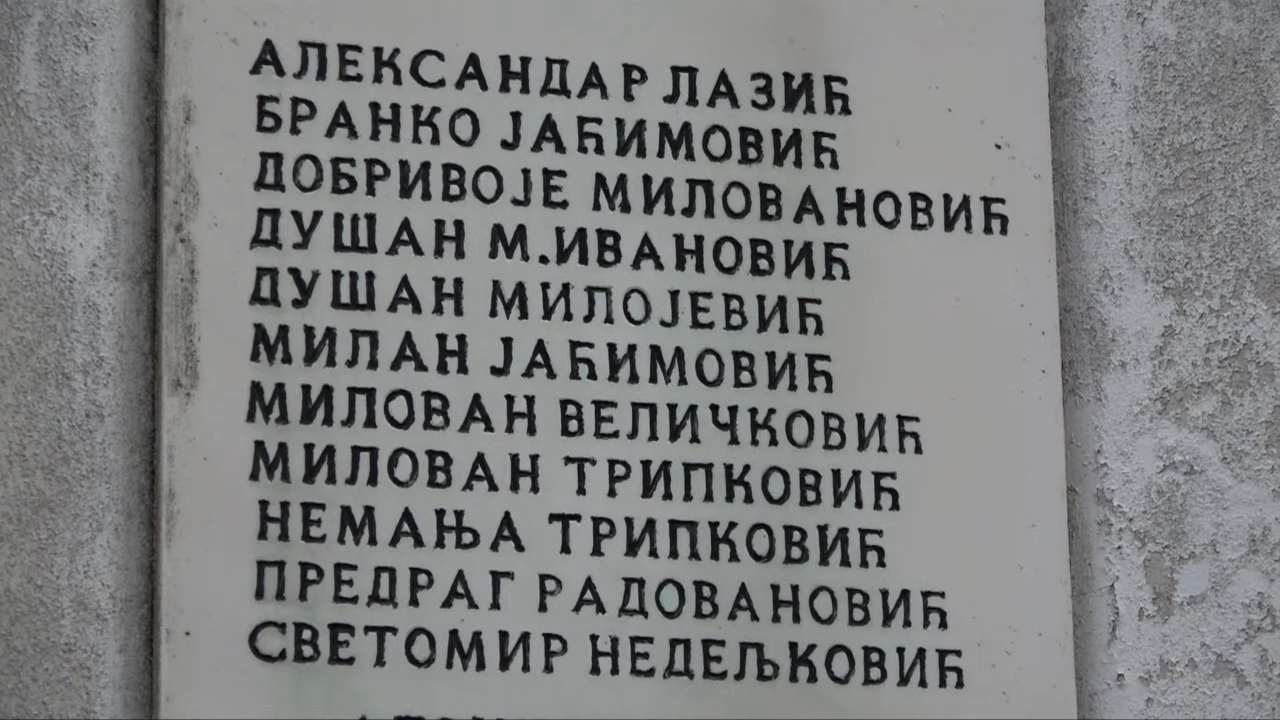 АЛЕКСАНДАР ЛАЗИЋ
БРАНКО ЈАЋИМОВИЋ
ДОБРИВОЈЕ МИЛОВАНОВИЋ
ДУШАН М.ИВАНОВИЋ
ДУШАН МИЛОЈЕВИЋ
МИЛАН ЈАЋИМОВИЋ
МИЛОВАН ВЕЛИЧКОВИЋ
МИЛОВАН ТРИПКОВИЋ
НЕМАЊА ТРИПКОВИЋ
ПРЕДРАГ РАДОВАНОВИЋ
СВЕТОМИР НЕДЕЉКОВИЋ